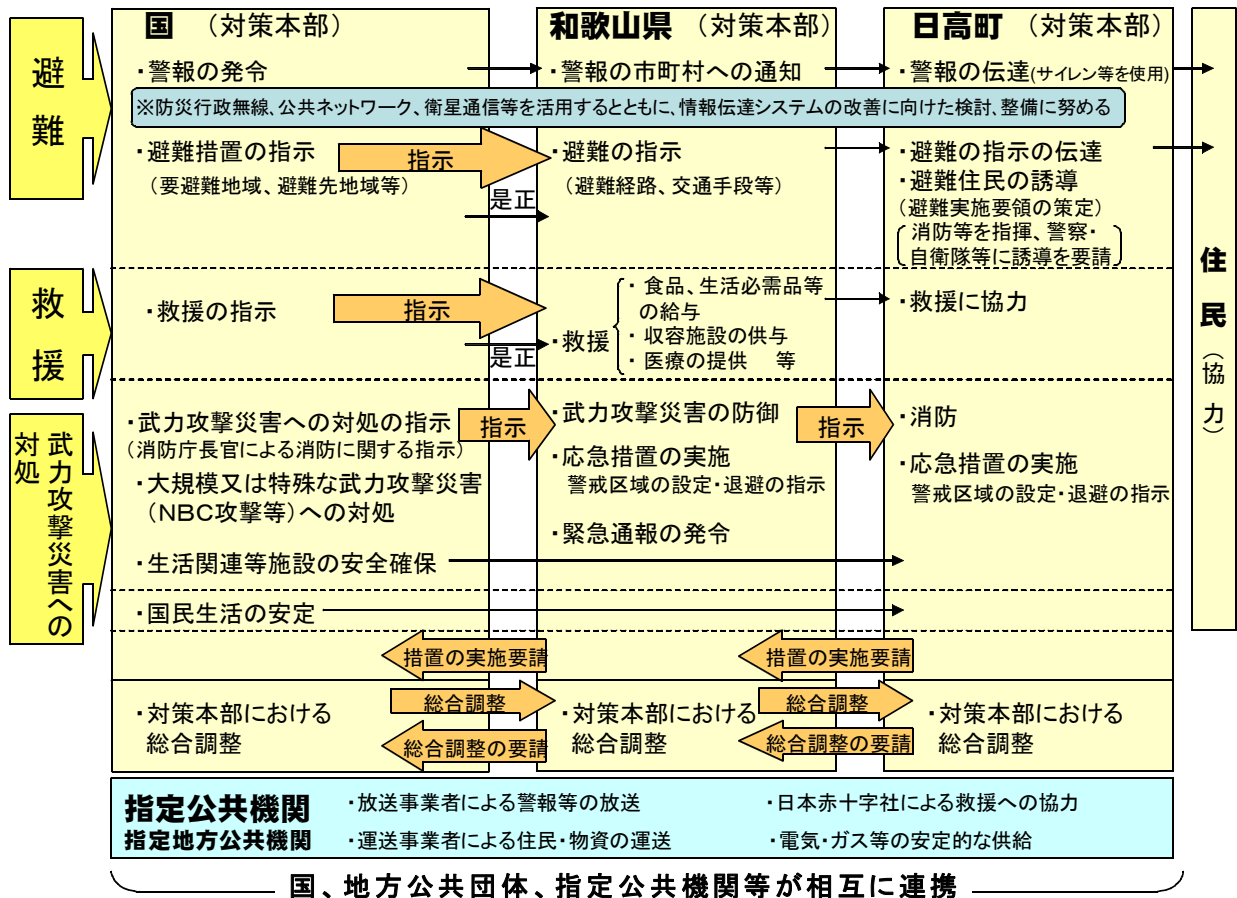 避難
国（対策本部）
和歌山県（対策本部）
日高町（対策本部）
・警報の発令
・警報の市町村への通知
・警報の伝達(サイレン等を使用)
※防災行政無線、公共ネットワーク、衛星通信等を活用するとともに、情報伝達システムの改善に向けた検討、整備に努める
・避難措置の指示
（要避難地域、避難先地域等）
指示
是正
・避難の指示
（避難経路、交通手段等）
・避難の指示の伝達
・避難住民の誘導
（避難実施要領の策定）
消防等を指揮、警察・
自衛隊等に誘導を要請
救援
・救援の指示
指示
是正
・救援
・食品、生活必需品等
の給与
・収容施設の供与
・医療の提供　等
・救援に協力
武力攻撃災害への
対処
・武力攻撃災害への対処の指示
（消防庁長官による消防に関する指示）
・大規模又は特殊な武力攻撃災害
（NBC攻撃等）への対処
・生活関連等施設の安全確保
指示
・武力攻撃災害の防御
・応急措置の実施
警戒区域の設定・退避の指示
・緊急通報の発令
指示
・消防
・応急措置の実施
警戒区域の設定・退避の指示
・国民生活の安定
措置の実施要請
措置の実施要請
・対策本部における
総合調整
総合調整
総合調整の要請
・対策本部における
総合調整
総合調整
総合調整の要請
・対策本部における
総合調整
住民（協力）
指定公共機関
指定地方公共機関
・放送事業者による警報等の放送
・日本赤十字社による救援への協力
・運送事業者による住民・物資の運送
・電気・ガス等の安定的な供給
国、地方公共団体、指定公共機関等が相互に連携